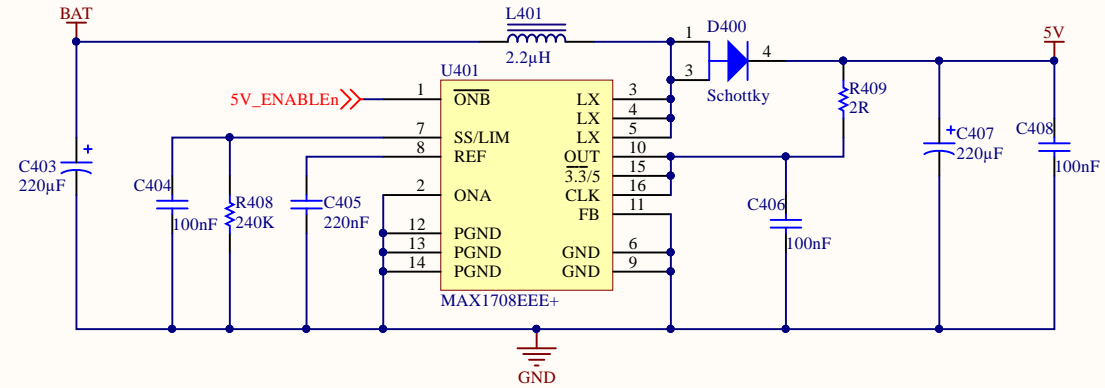 BAT
L401
2.2µH
D400
1
3
4
Schottky
5V
U401
5V_ENABLEn
1
ONB
7
SS/LIM
8
REF
2
ONA
12
PGND
13
PGND
14
PGND
LX
3
LX
4
LX
5
OUT
10
3.3/5
15
CLK
16
FB
11
GND
6
GND
9
MAX1708EEE+
C403
220µF
C404
100nF
R408
240K
C405
220nF
R409
2R
C406
100nF
C407
220µF
C408
100nF
GND